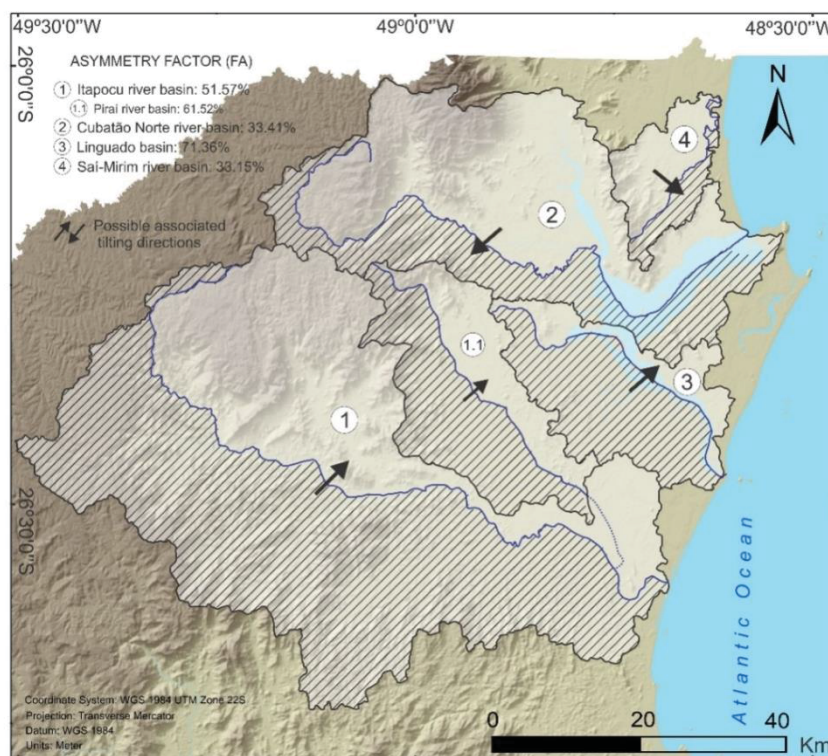 49°30'0"W
49°0'0"W
48°30'0"W
26°0'0"S
26°30'0"S
ASYMMETRY FACTOR (FA)
1 Itapocu river basin: 51.57%
1.1 Piraí river basin: 61.52%
2 Cubatão Norte river basin: 33.41%
3 Linguado basin: 71.36%
4 Saí-Mirim river basin: 33.15%
Possible associated
tilting directions
N
4
2
1.1
3
1
Atlantic Ocean
Coordinate System: WGS 1984 UTM Zone 22S
Projection: Transverse Mercator
Datum: WGS 1984
Units: Meter
0 20 40
Km